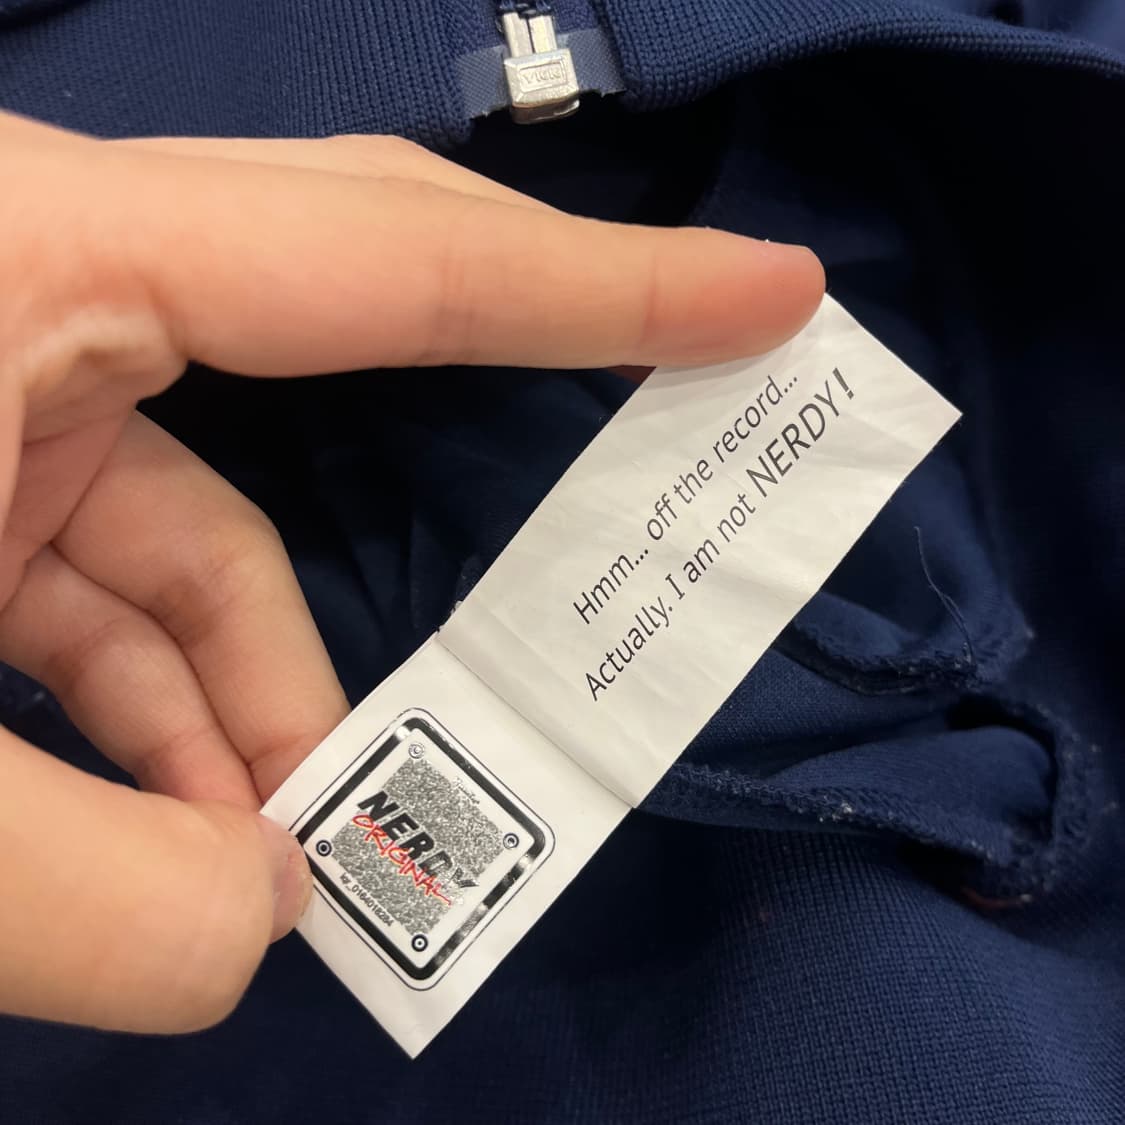 YKK
Hmm... off the record...
Actually. I am not NERDY!
NERDY
ORIGINAL